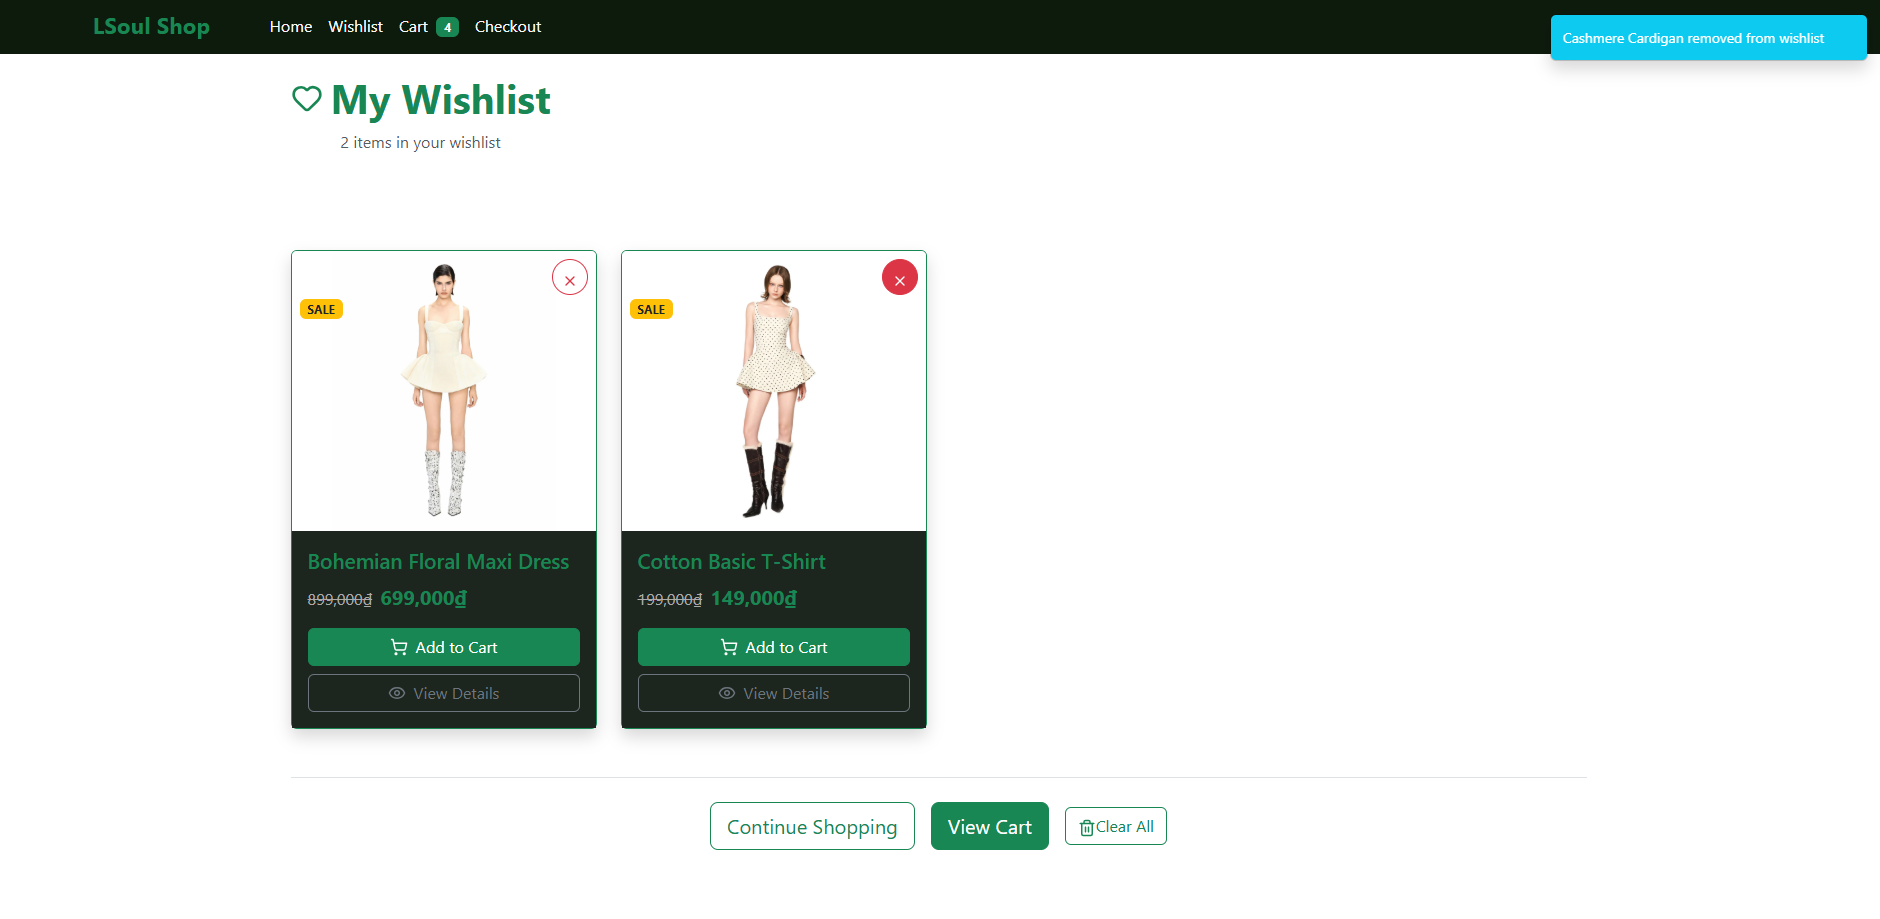 LSoul Shop
Home Wishlist Cart 4 Checkout
Cashmere Cardigan removed from wishlist
My Wishlist
2 items in your wishlist
SALE
Bohemian Floral Maxi Dress
899,000₫ 699,000₫
Add to Cart
View Details
SALE
Cotton Basic T-Shirt
199,000₫ 149,000₫
Add to Cart
View Details
Continue Shopping
View Cart
Clear All